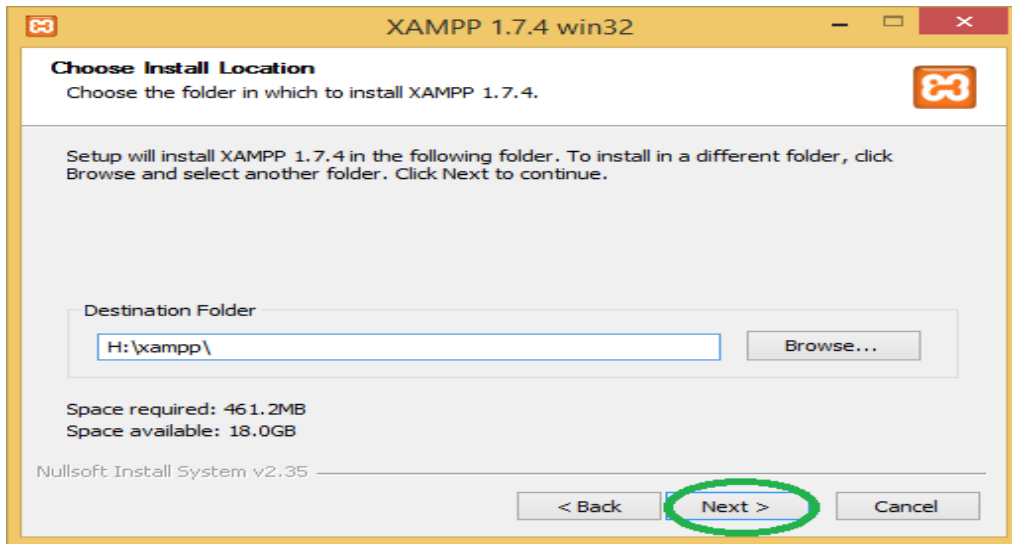 XAMPP 1.7.4 win32
Choose Install Location
Choose the folder in which to install XAMPP 1.7.4.
Setup will install XAMPP 1.7.4 in the following folder. To install in a different folder, click
Browse and select another folder. Click Next to continue.
Destination Folder
H:\xampp\
Browse...
Space required: 461.2MB
Space available: 18.0GB
Nullsoft Install System v2.35
< Back Next > Cancel